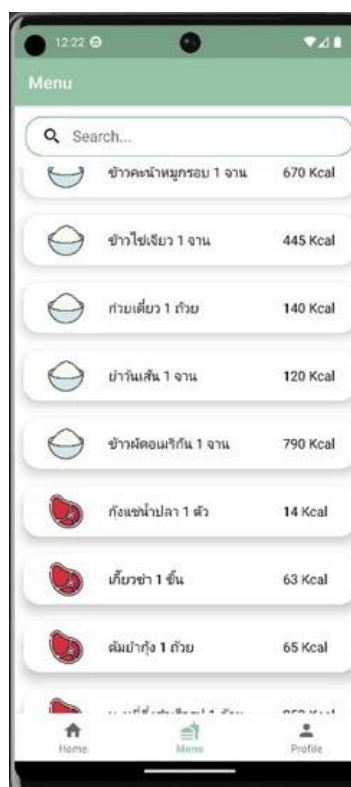 12:22
Menu
Search...
ข้าวคะน้าหมูกรอบ 1 จาน 670 Kcal
ข้าวไข่เจียว 1 จาน 445 Kcal
ก๋วยเตี๋ยว 1 ถ้วย 140 Kcal
ยำวุ้นเส้น 1 จาน 120 Kcal
ข้าวผัดอเมริกัน 1 จาน 790 Kcal
กุ้งแช่น้ำปลา 1 ตัว 14 Kcal
เกี๊ยวซ่า 1 ชิ้น 63 Kcal
ต้มยำกุ้ง 1 ถ้วย 65 Kcal
Home Menu Profile